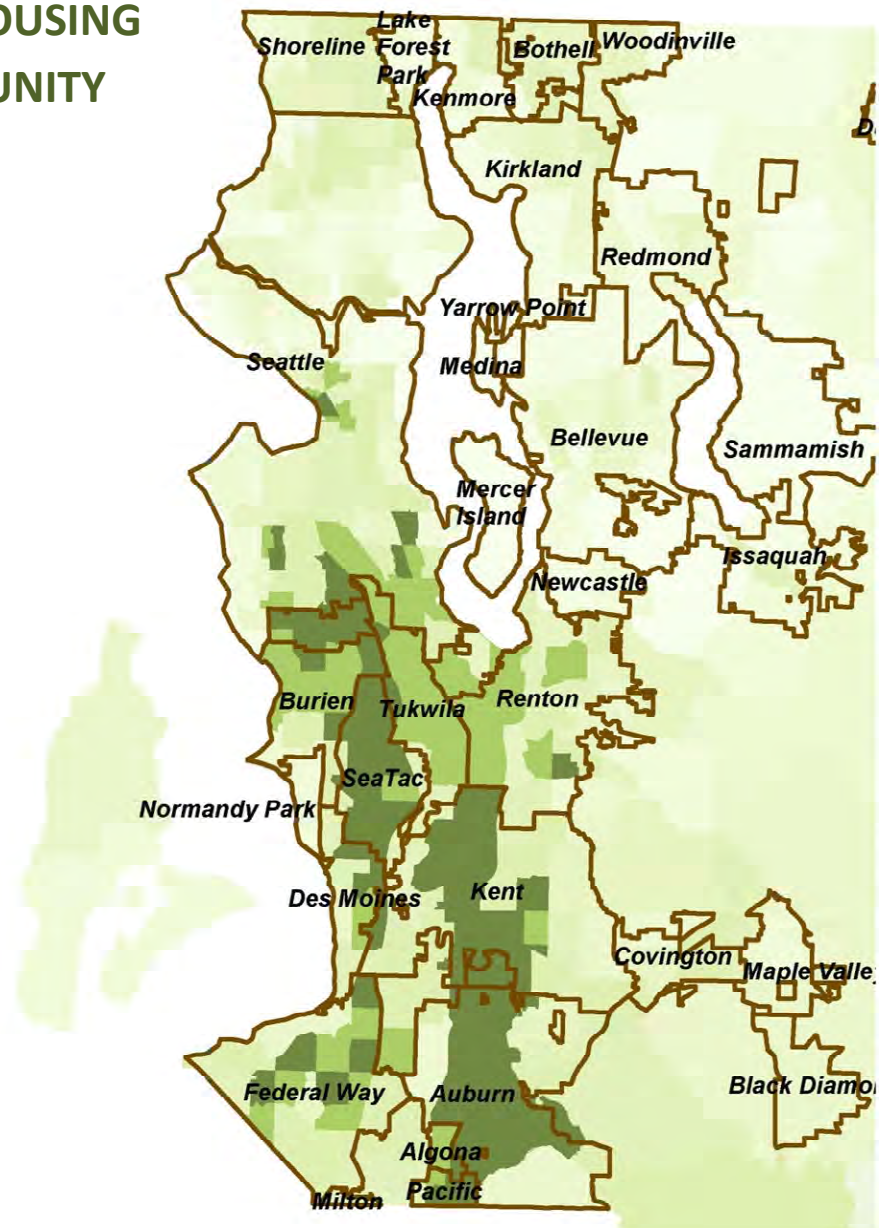 OUSING
UNITY
Lake
Shoreline Forest Bothell Woodinville
Park
Kenmore
Kirkland
Redmond
Yarrow Point
Seattle Medina
Bellevue
Sammamish
Mercer
Island
Issaquah
Newcastle
Burien Tukwila Renton
SeaTac
Normandy Park
Des Moines Kent
Covington
Maple Valle
Federal Way Auburn Black Diamo
Algona
Milton Pacific